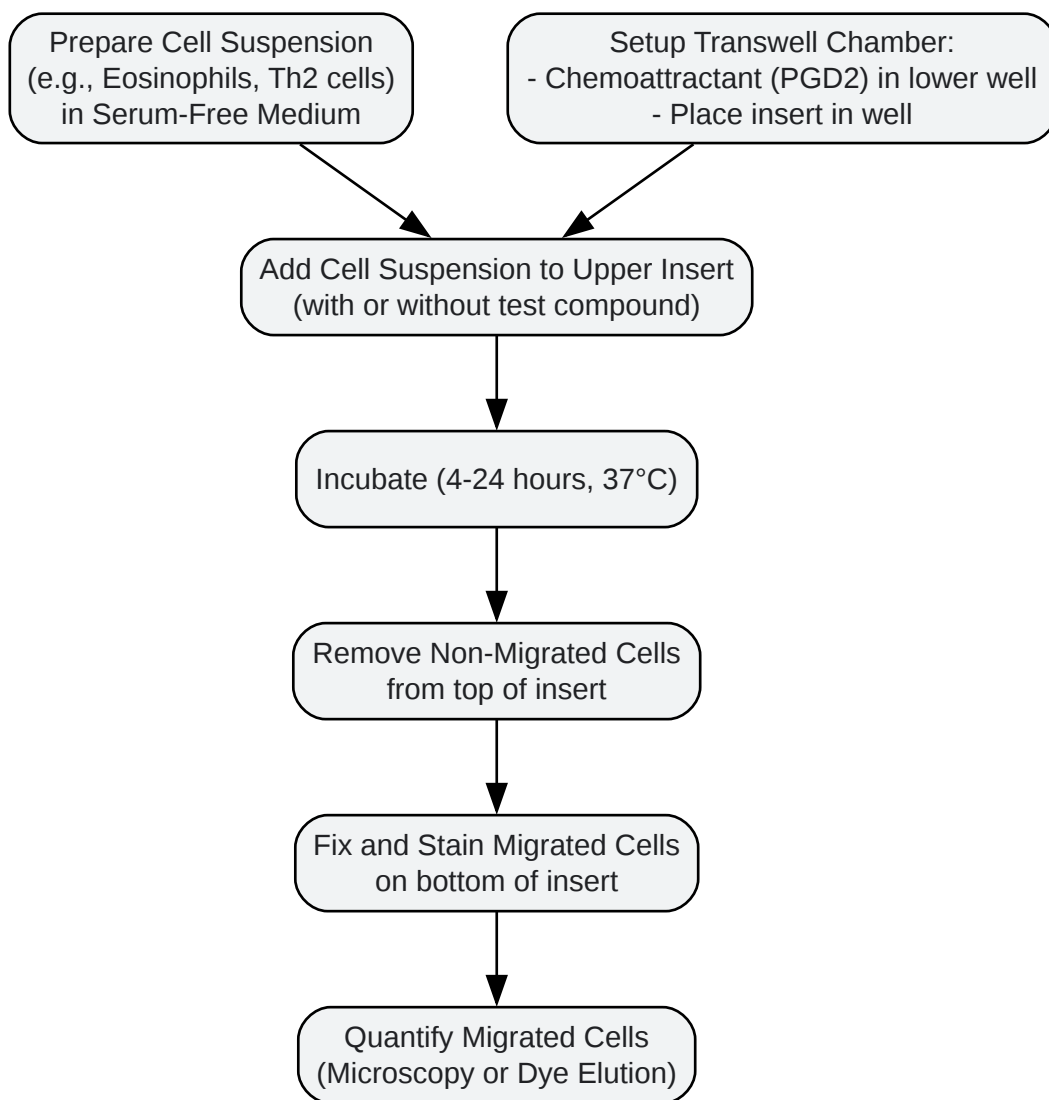 Prepare Cell Suspension
(e.g., Eosinophils, Th2 cells)
in Serum-Free Medium
Setup Transwell Chamber:
- Chemoattractant (PGD2) in lower well
- Place insert in well
Add Cell Suspension to Upper Insert
(with or without test compound)
Incubate (4-24 hours, 37°C)
Remove Non-Migrated Cells
from top of insert
Fix and Stain Migrated Cells
on bottom of insert
Quantify Migrated Cells
(Microscopy or Dye Elution)